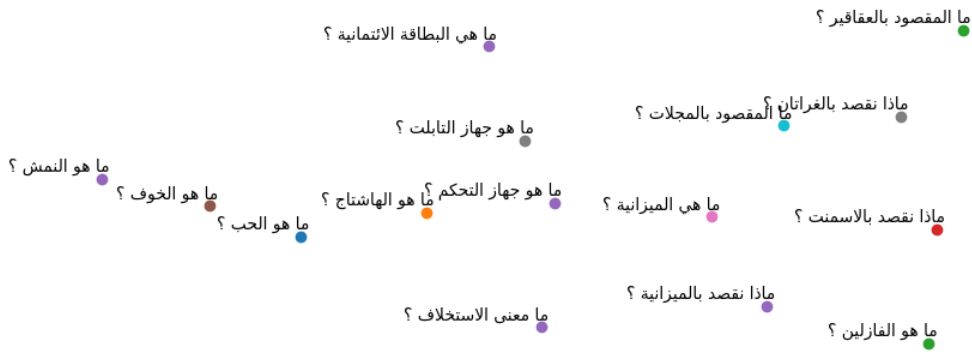 ما المقصود بالعقاقير ؟
ما هي البطاقة الائتمانية ؟
ماذا نقصد بالغراتان ؟
ما المقصود بالمجلات ؟
ما هو جهاز التابلت ؟
ما هو النمش ؟
ما هو جهاز التحكم ؟
ما هو الخوف ؟
ما هو الهاشتاج ؟
ما هي الميزانية ؟
ماذا نقصد بالاسمنت ؟
ما هو الحب ؟
ماذا نقصد بالميزانية ؟
ما معنى الاستخلاف ؟
ما هو الفازلين ؟